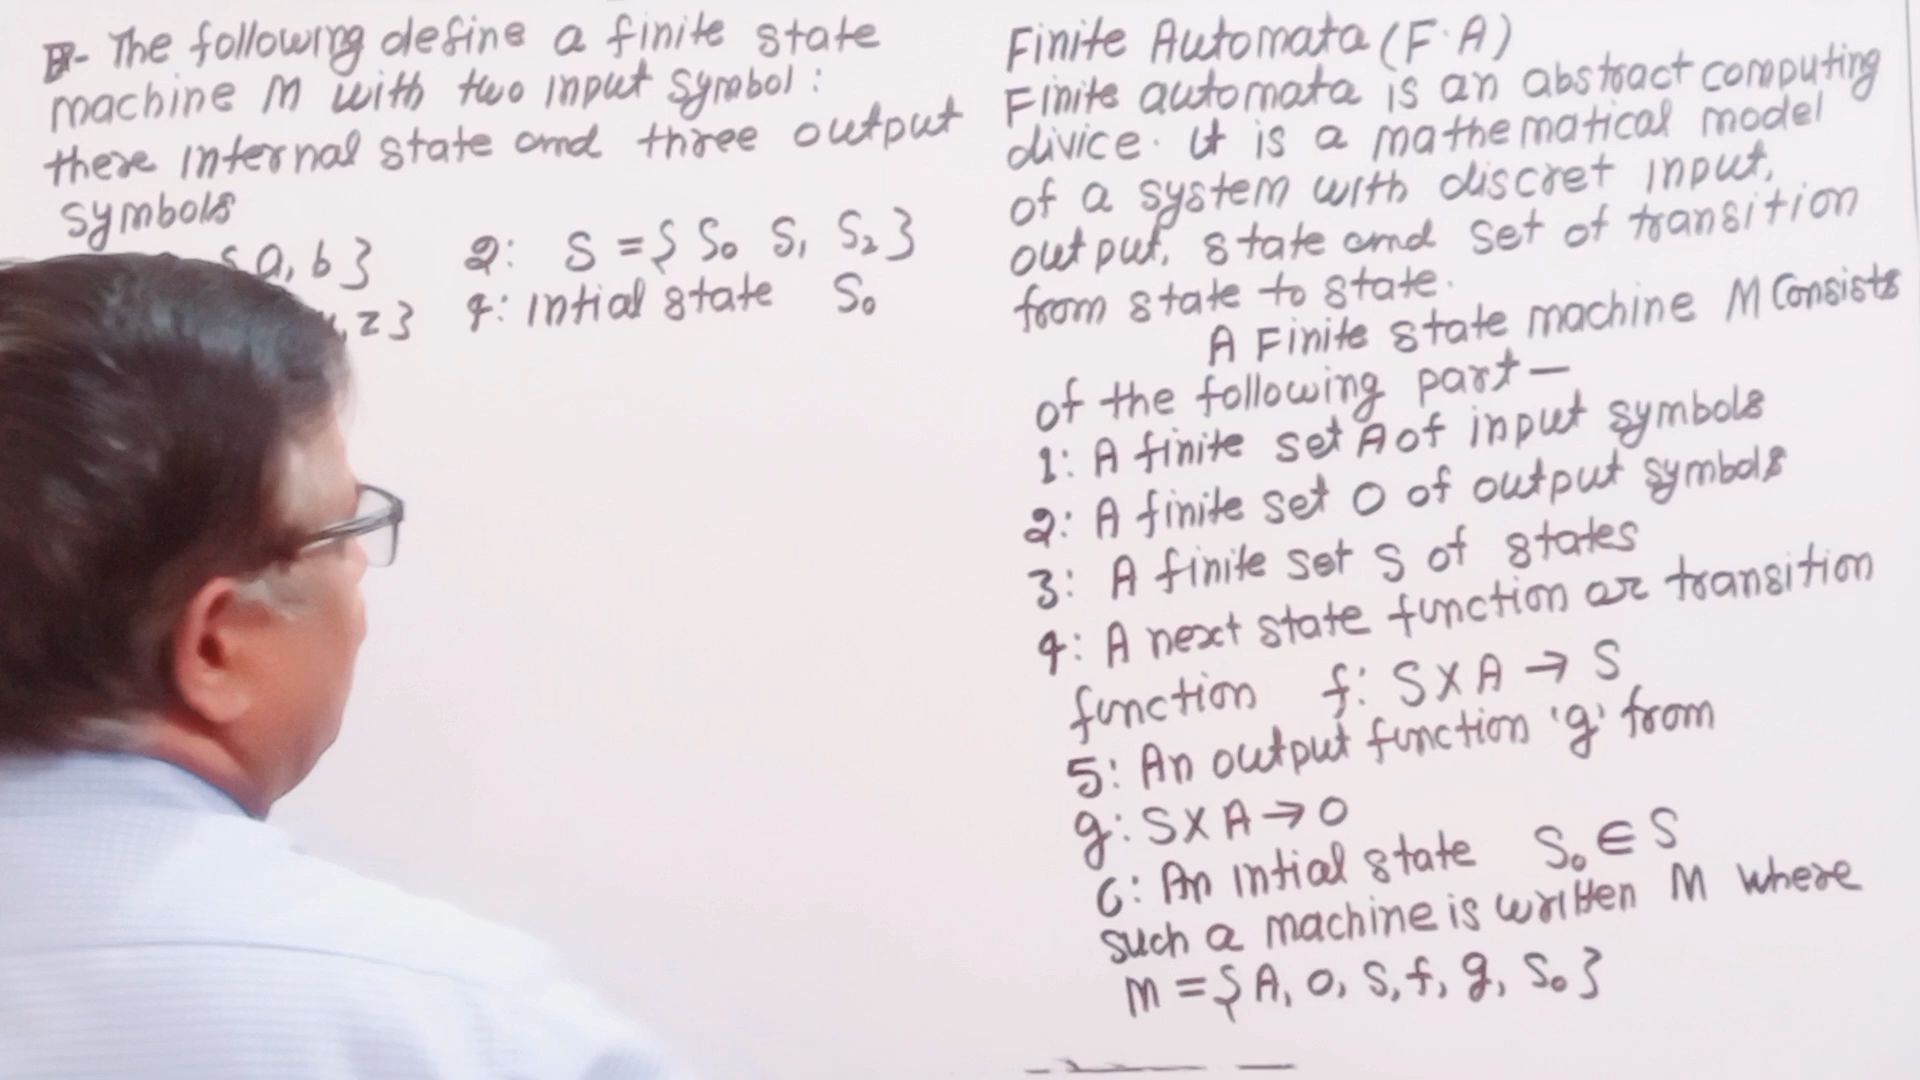 Ex- The following define a finite state
machine M with two input symbol:
there internal state and three output
symbols
a, b } 2: S = { S₀ S₁ S₂ }
, z } 4: intial state S₀
Finite Automata (F.A)
Finite automata is an abstract computing
divice. It is a mathematical model
of a system with discret input,
output, state and set of transition
from state to state.
A Finite state machine M Consists
of the following part —
1: A finite set A of input symbols
2: A finite set O of output symbols
3: A finite set S of states
4: A next state function or transition
function f: S X A → S
5: An output function 'g' from
g: S X A → O
6: An intial state S₀ ∈ S
such a machine is written M where
M = { A, O, S, f, g, S₀ }